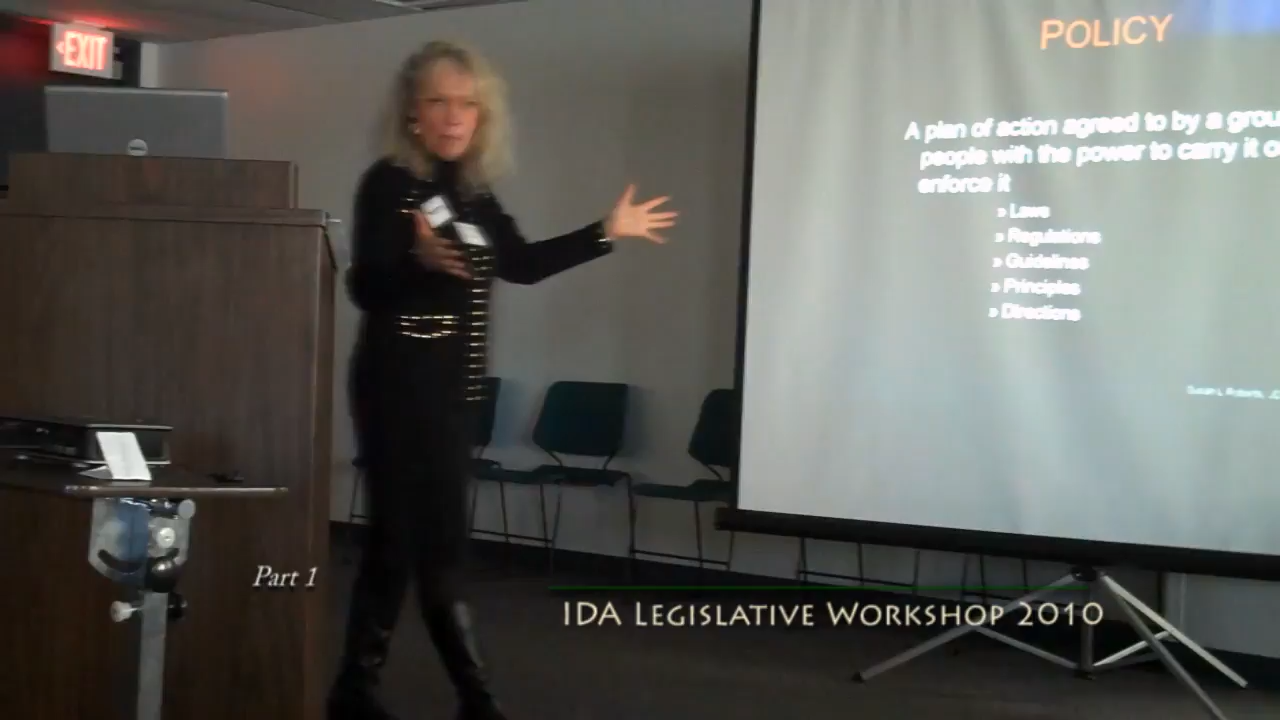 EXIT
POLICY
A plan of action agreed to by a
people with the power to carry it
enforce it
» Laws
» Regulations
» Guidelines
» Principles
» Directions
Part 1
IDA LEGISLATIVE WORKSHOP 2010